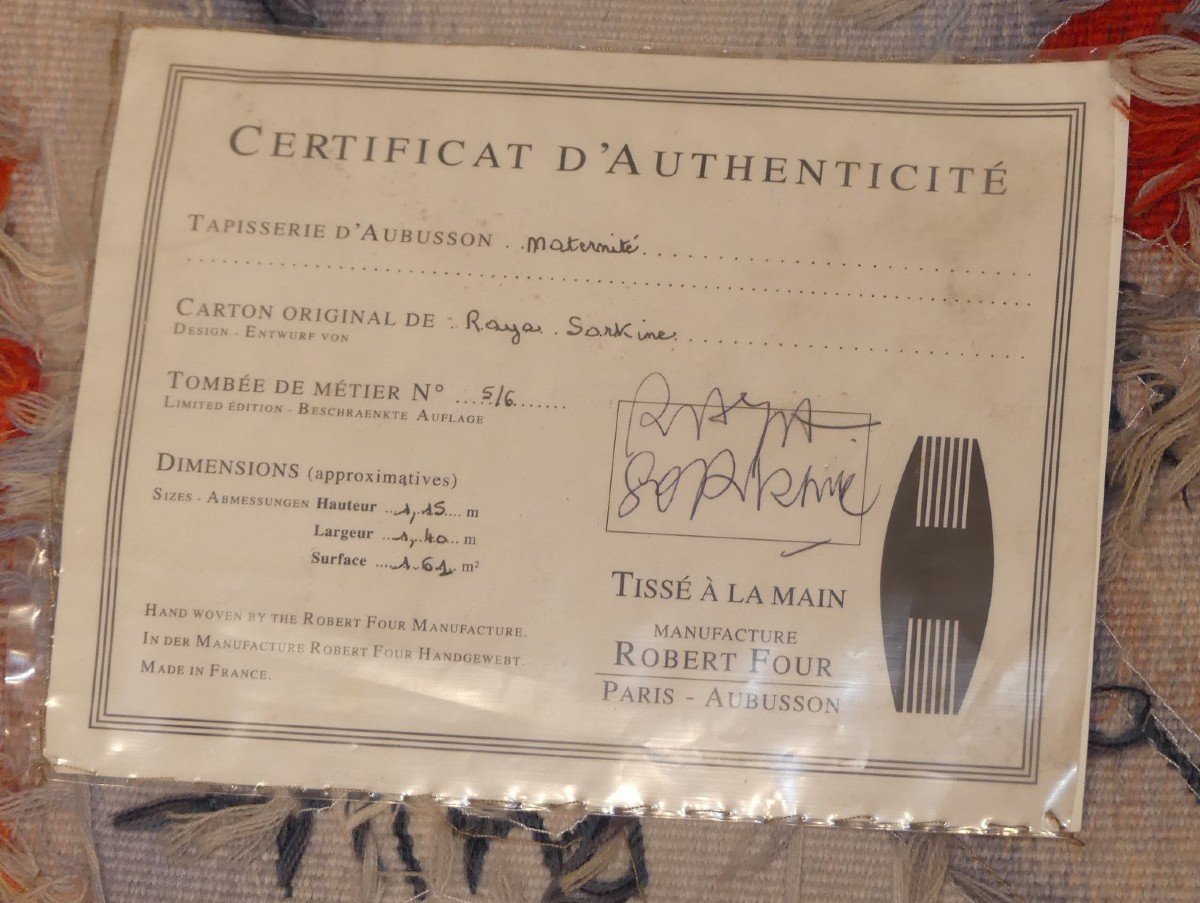 CERTIFICAT D'AUTHENTICITÉ
TAPISSERIE D'AUBUSSON ..Maternité
CARTON ORIGINAL DE : Raya Sorkine
DESIGN - ENTWURF VON
TOMBÉE DE MÉTIER N° ....5/6.......
LIMITED ÉDITION - BESCHRAENKTE AUFLAGE
RAYA
SORKINE
DIMENSIONS (approximatives)
SIZES - ABMESSUNGEN Hauteur ...1,15.... m
Largeur ...1,40... m
Surface ....1.61. m²
TISSÉ À LA MAIN
MANUFACTURE
ROBERT FOUR
PARIS - AUBUSSON
HAND WOVEN BY THE ROBERT FOUR MANUFACTURE.
IN DER MANUFACTURE ROBERT FOUR HANDGEWEBT.
MADE IN FRANCE.